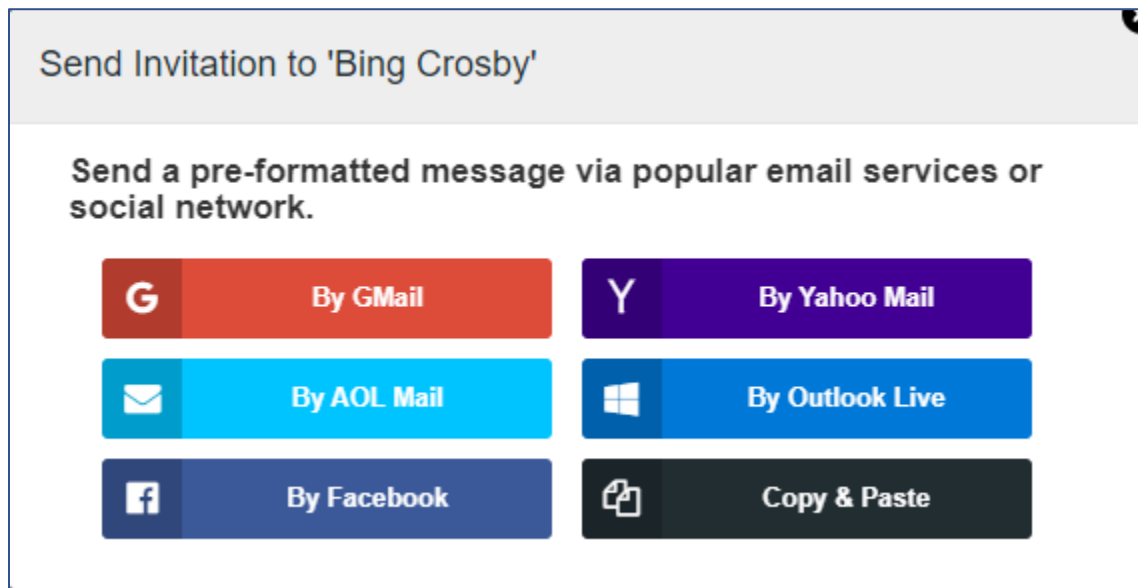 Send Invitation to 'Bing Crosby'
Send a pre-formatted message via popular email services or
social network.
G By GMail
Y By Yahoo Mail
By AOL Mail
By Outlook Live
f By Facebook
Copy & Paste